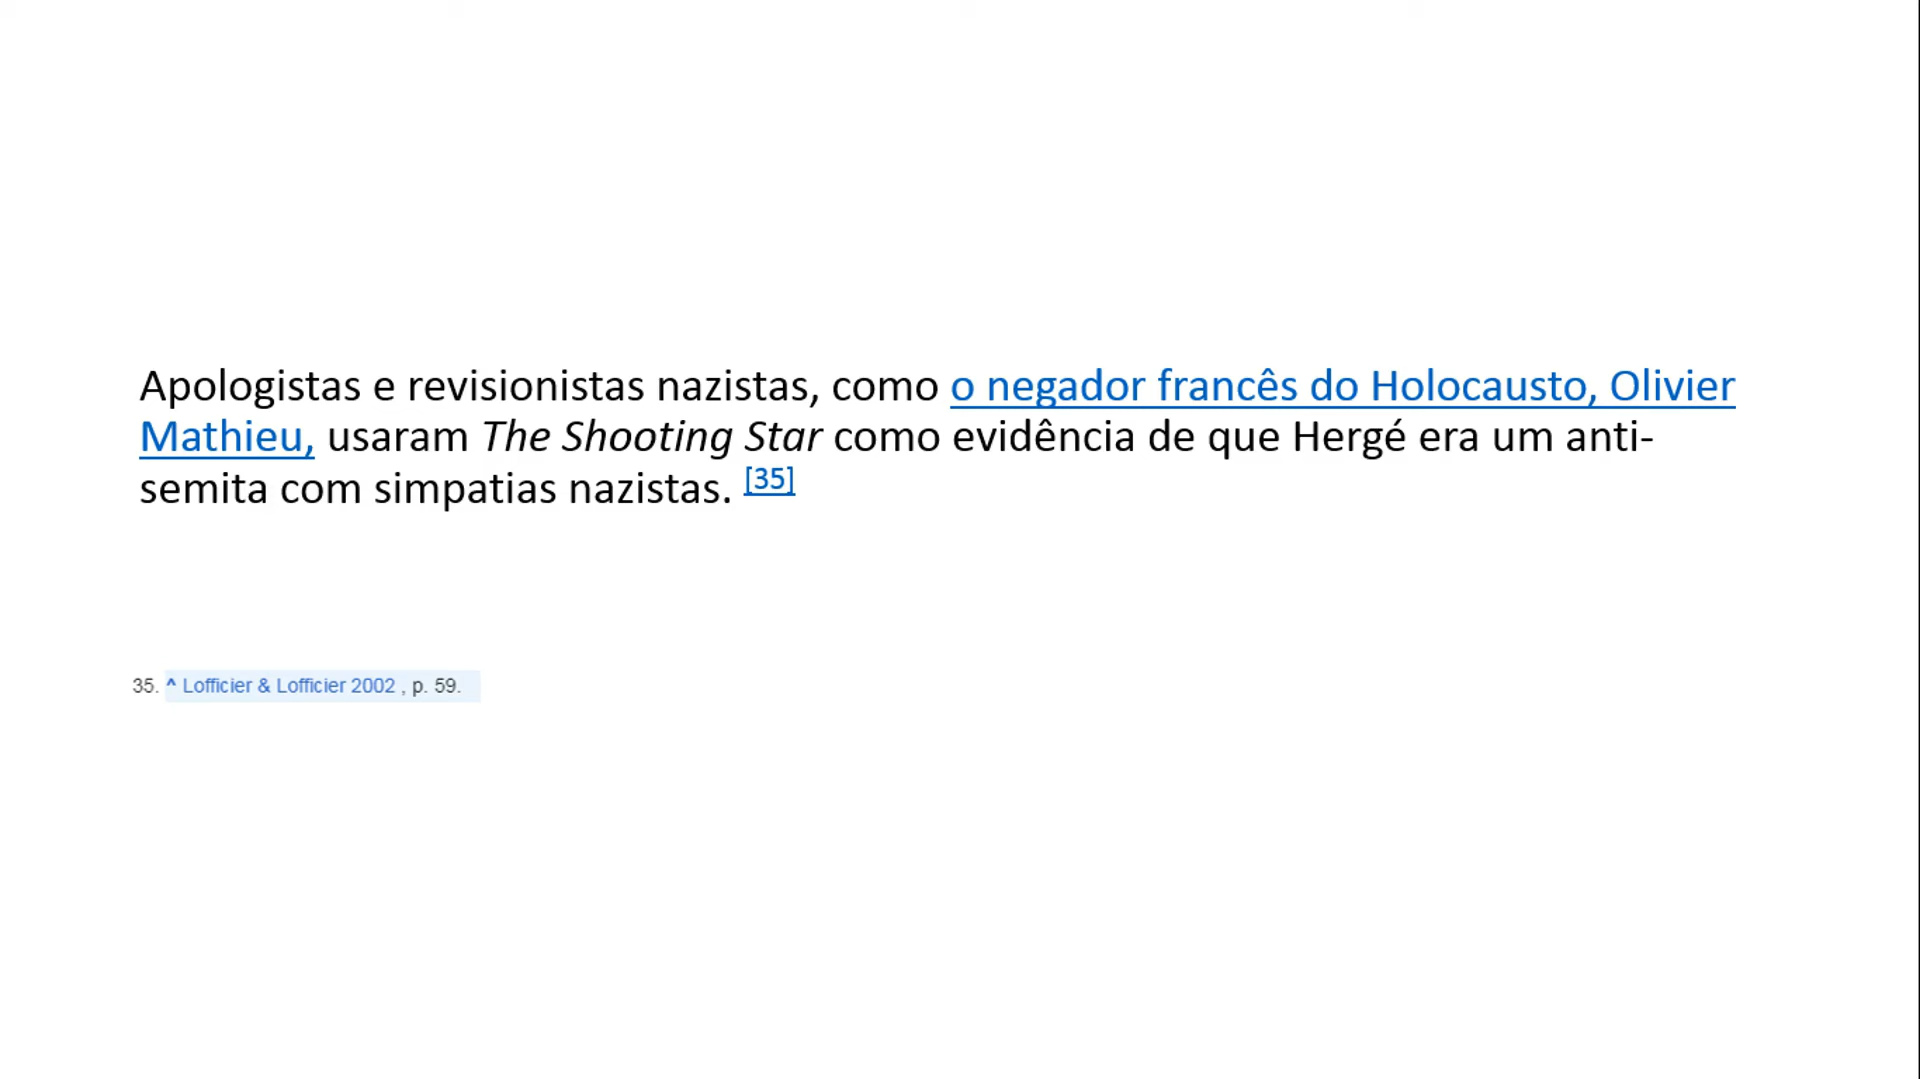 Apologistas e revisionistas nazistas, como o negador francês do Holocausto, Olivier
Mathieu, usaram The Shooting Star como evidência de que Hergé era um anti-
semita com simpatias nazistas. [35]
35. ^ Lofficier & Lofficier 2002 , p. 59.